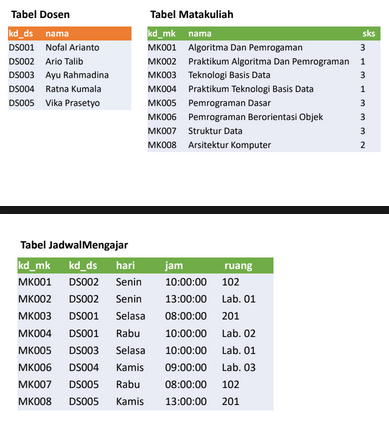 Tabel Dosen
kd_ds nama
DS001 Nofal Arianto
DS002 Ario Talib
DS003 Ayu Rahmadina
DS004 Ratna Kumala
DS005 Vika Prasetyo
Tabel Matakuliah
kd_mk nama sks
MK001 Algoritma Dan Pemrogaman 3
MK002 Praktikum Algoritma Dan Pemrograman 1
MK003 Teknologi Basis Data 3
MK004 Praktikum Teknologi Basis Data 1
MK005 Pemrograman Dasar 3
MK006 Pemrograman Berorientasi Objek 3
MK007 Struktur Data 3
MK008 Arsitektur Komputer 2
Tabel JadwalMengajar
kd_mk kd_ds hari jam ruang
MK001 DS002 Senin 10:00:00 102
MK002 DS002 Senin 13:00:00 Lab. 01
MK003 DS001 Selasa 08:00:00 201
MK004 DS001 Rabu 10:00:00 Lab. 02
MK005 DS003 Selasa 10:00:00 Lab. 01
MK006 DS004 Kamis 09:00:00 Lab. 03
MK007 DS005 Rabu 08:00:00 102
MK008 DS005 Kamis 13:00:00 201